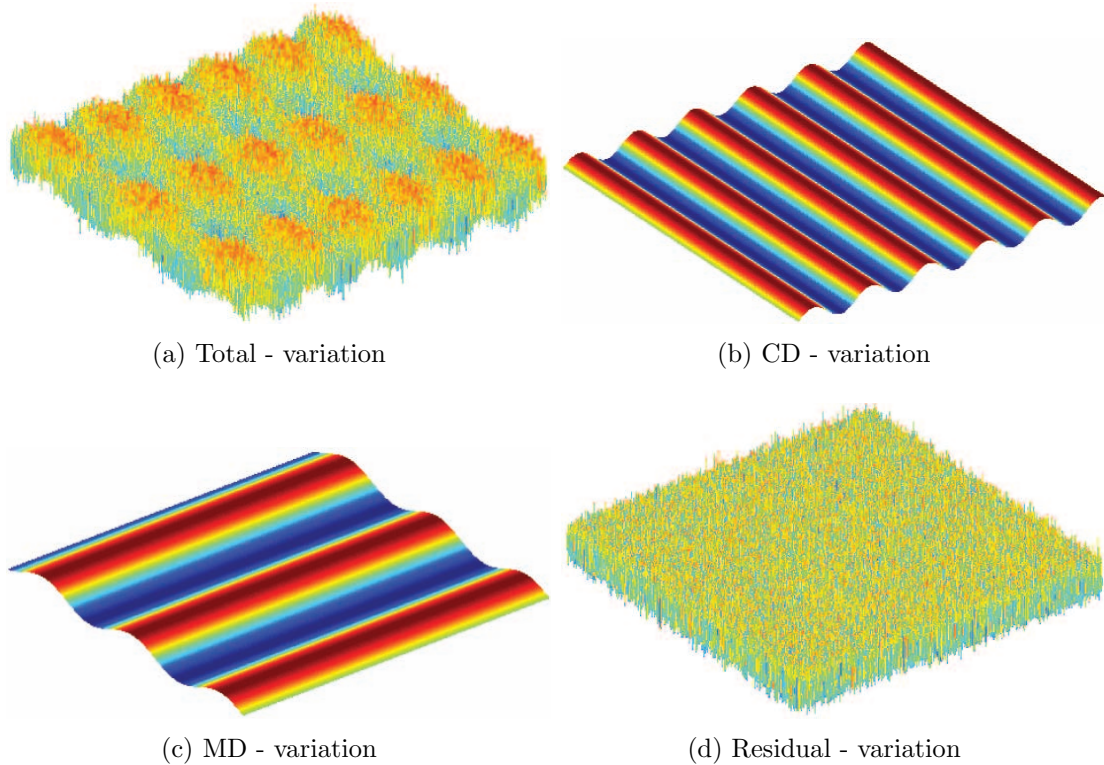 (a) Total - variation
(b) CD - variation
(c) MD - variation
(d) Residual - variation